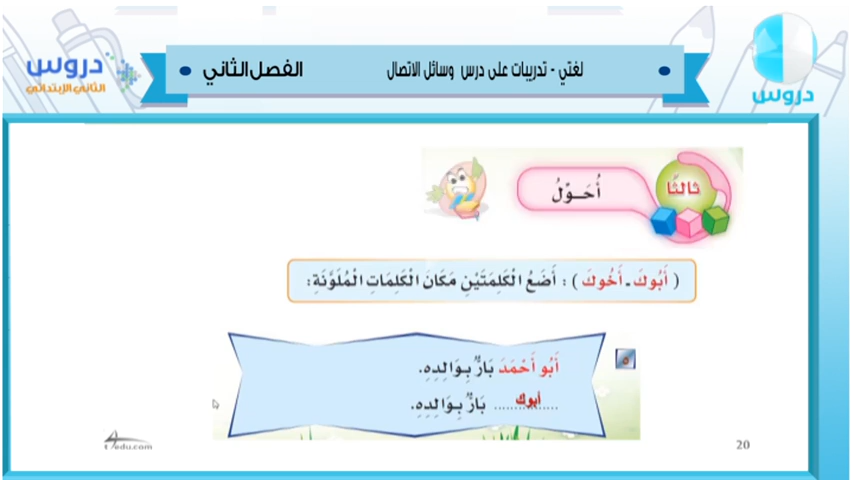 دروس
الثاني الابتدائي
الفصل الثاني
لغتي - تدريبات على درس وسائل الاتصال
دروس
ثالثًا
أُحَـوِّلُ
( أَبُوكَ - أَخُوكَ ) : أَضَعُ الْكَلِمَتَيْنِ مَكَانَ الْكَلِمَاتِ الْمُلَوَّنَةِ:
أَبُو أَحْمَدَ بَارٌّ بِوَالِدِهِ.
......أبوك...... بَارٌّ بِوَالِدِهِ.
20